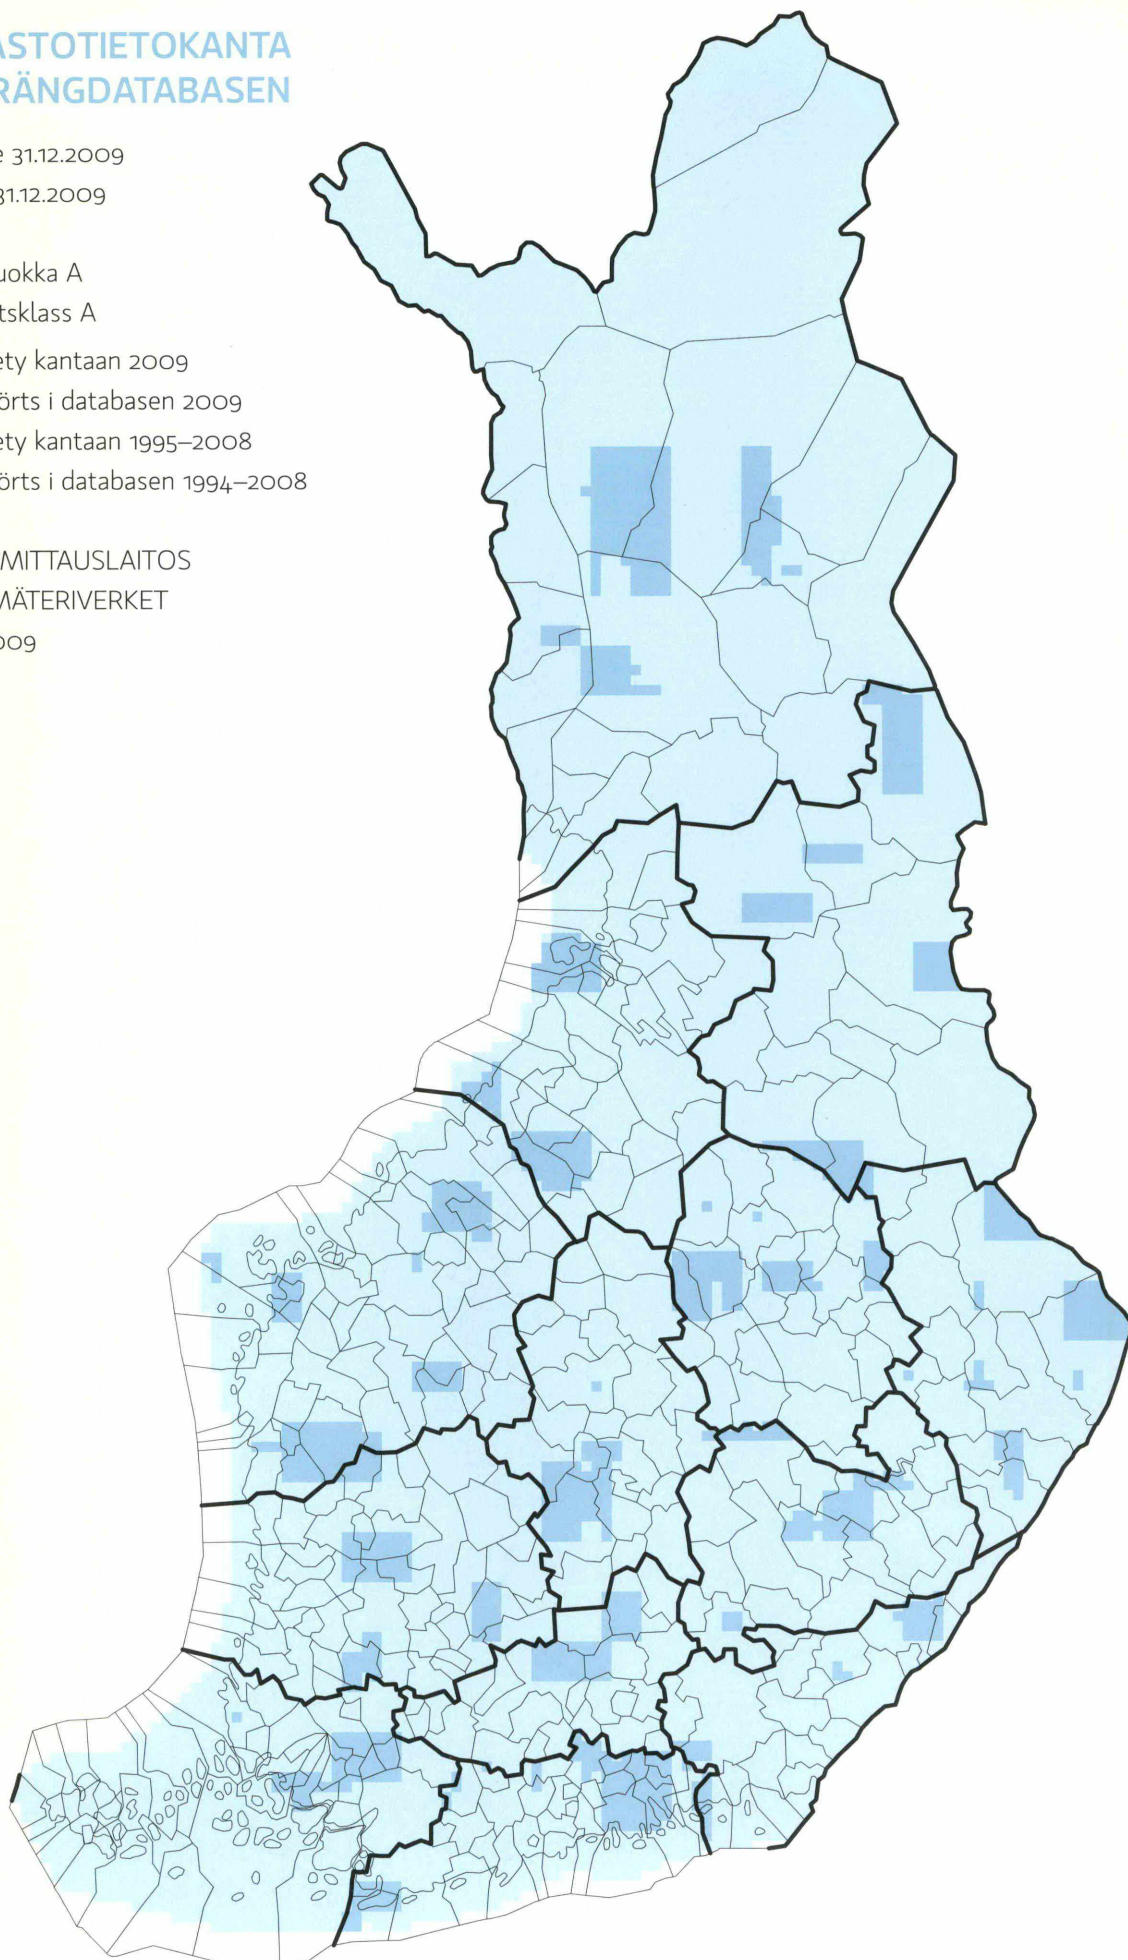 ASTOTIETOKANTA
RÄNGDATABASEN
e 31.12.2009
31.12.2009
uokka A
tsklass A
ety kantaan 2009
örts i databasen 2009
ety kantaan 1995–2008
örts i databasen 1994–2008
MITTAUSLAITOS
MÄTERIVERKET
009